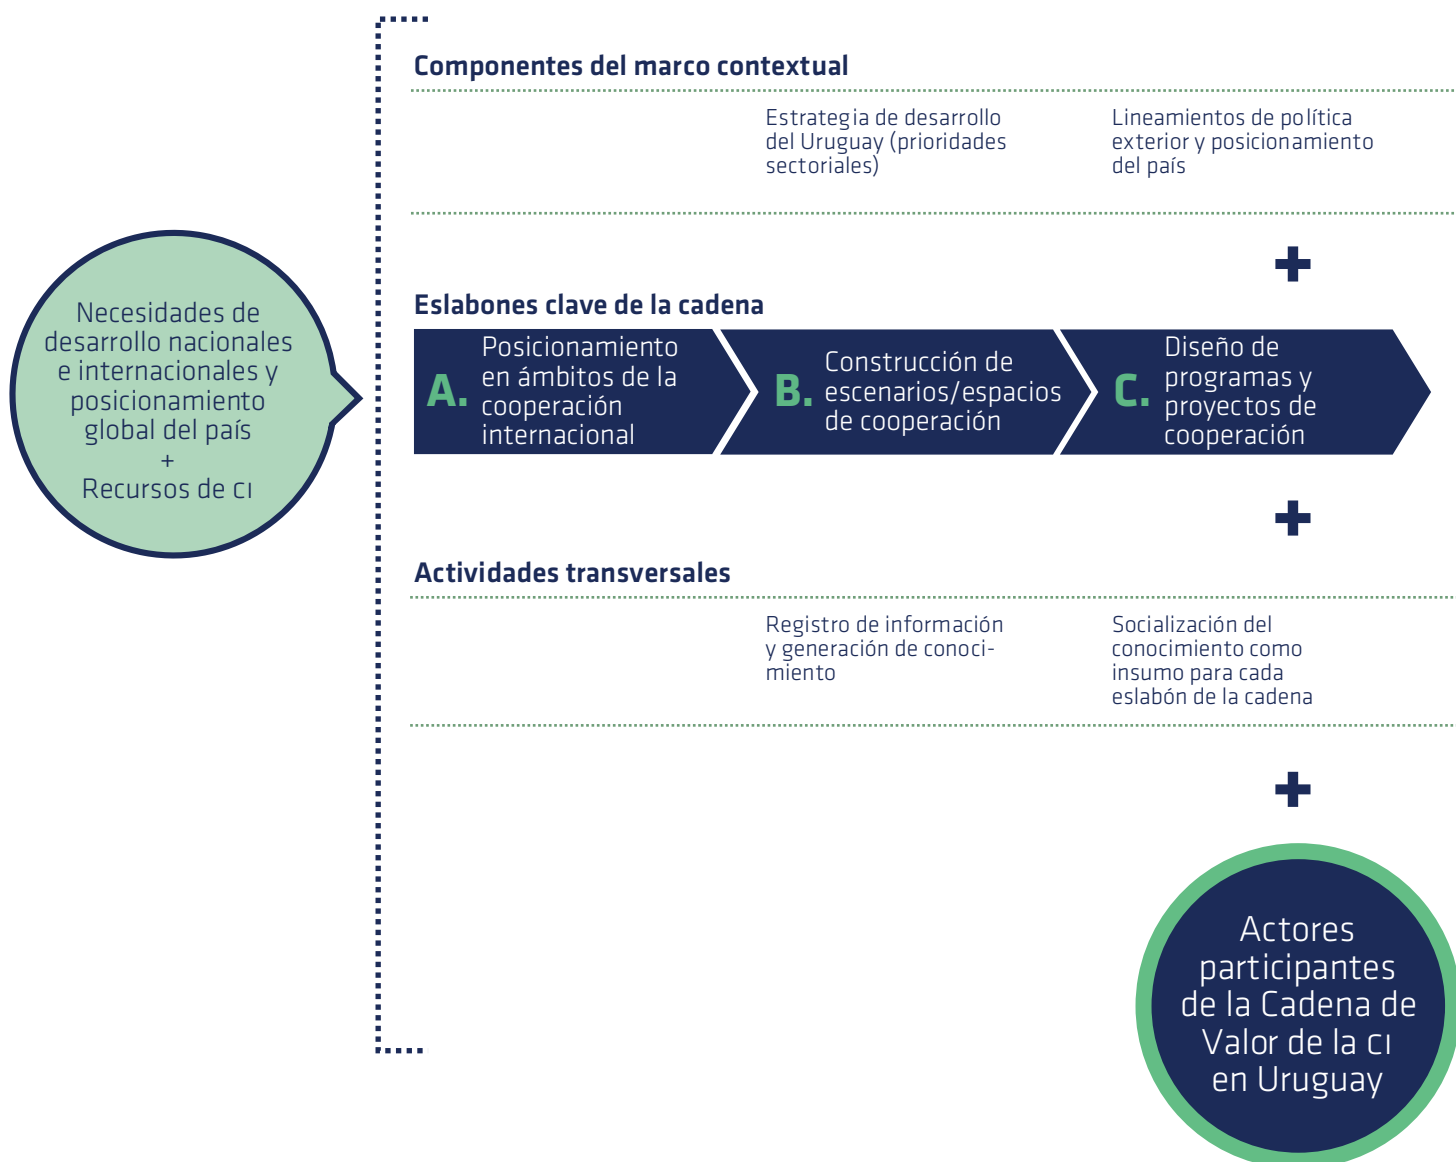 Componentes del marco contextual
Estrategia de desarrollo
del Uruguay (prioridades
sectoriales)
Lineamientos de política
exterior y posicionamiento
del país
+
Necesidades de
desarrollo nacionales
e internacionales y
posicionamiento
global del país
+
Recursos de CI
Eslabones clave de la cadena
A.
Posicionamiento
en ámbitos de la
cooperación
internacional
B.
Construcción de
escenarios/espacios
de cooperación
C.
Diseño de
programas y
proyectos de
cooperación
+
Actividades transversales
Registro de información
y generación de conoci-
miento
Socialización del
conocimiento como
insumo para cada
eslabón de la cadena
+
Actores
participantes
de la Cadena de
Valor de la CI
en Uruguay